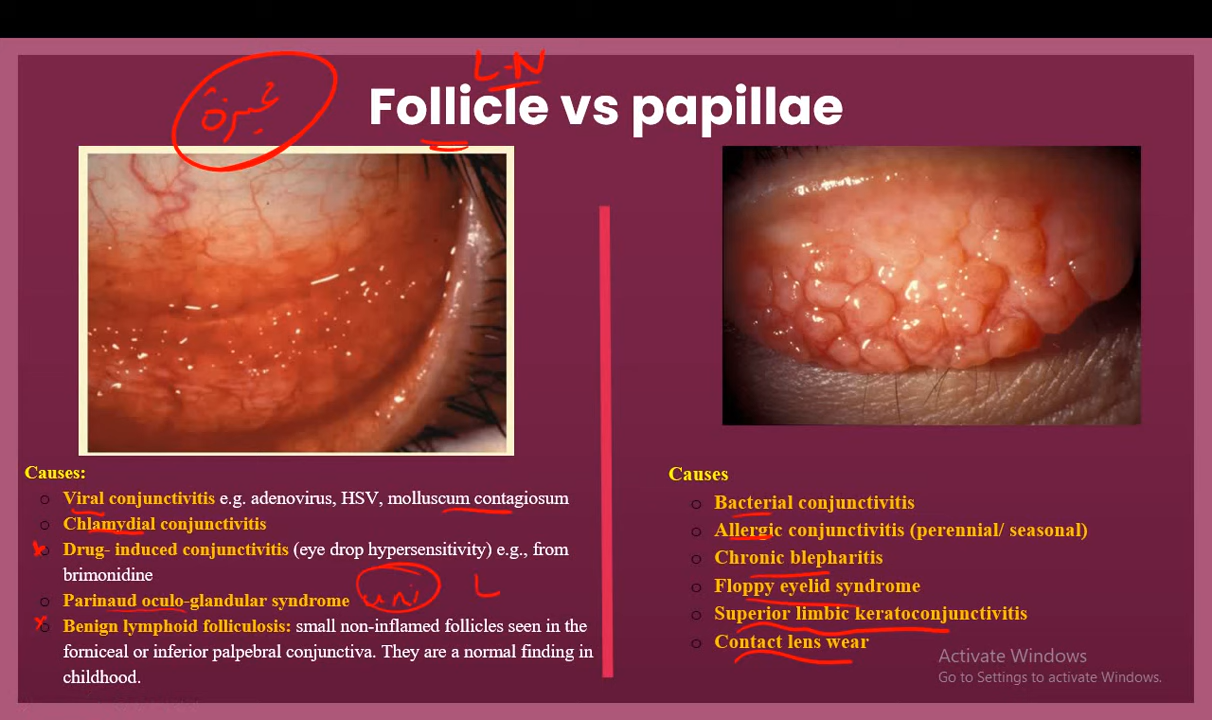 L-N
Follicle vs papillae
Causes:
Viral conjunctivitis e.g. adenovirus, HSV, molluscum contagiosum
Chlamydial conjunctivitis
Drug- induced conjunctivitis (eye drop hypersensitivity) e.g., from
brimonidine
Parinaud oculo-glandular syndrome
uni L
Benign lymphoid folliculosis: small non-inflamed follicles seen in the
forniceal or inferior palpebral conjunctiva. They are a normal finding in
childhood.
Causes
Bacterial conjunctivitis
Allergic conjunctivitis (perennial/ seasonal)
Chronic blepharitis
Floppy eyelid syndrome
Superior limbic keratoconjunctivitis
Contact lens wear
Activate Windows
Go to Settings to activate Windows.